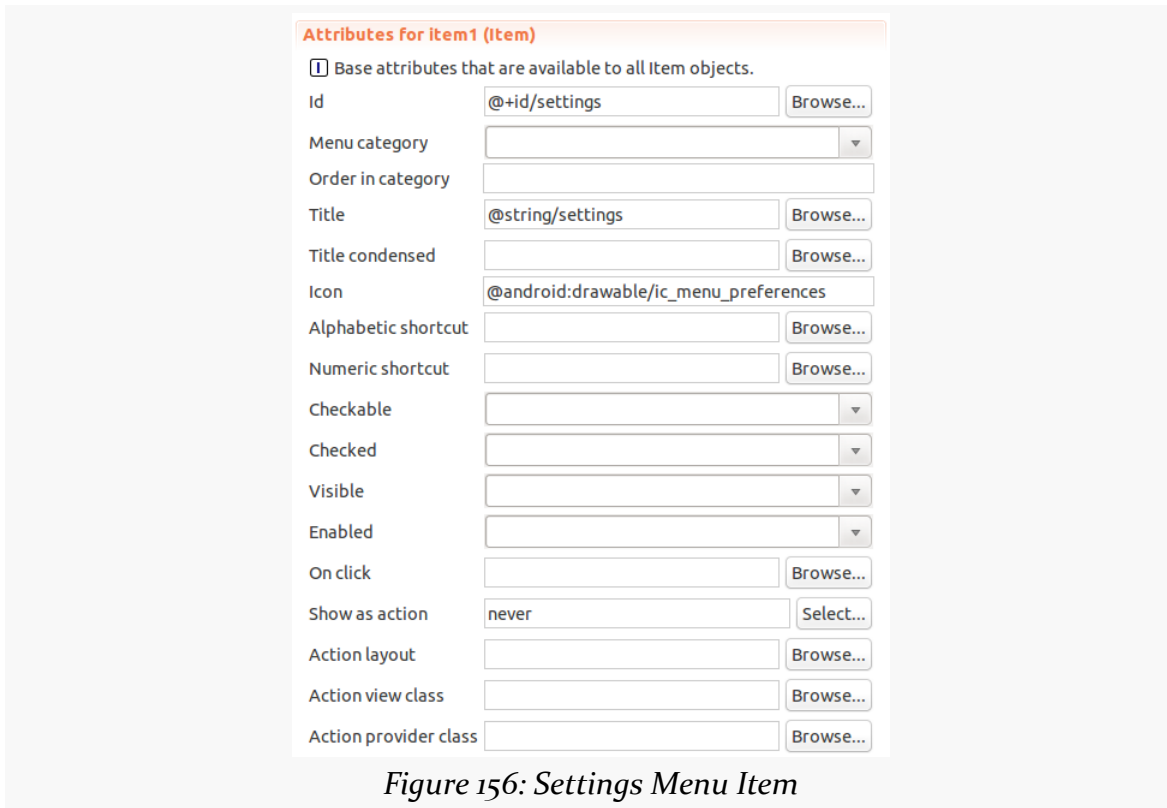 Attributes for item1 (Item)
I Base attributes that are available to all Item objects.
Id @+id/settings Browse...
Menu category
Order in category
Title @string/settings Browse...
Title condensed Browse...
Icon @android:drawable/ic_menu_preferences
Alphabetic shortcut Browse...
Numeric shortcut Browse...
Checkable
Checked
Visible
Enabled
On click Browse...
Show as action never Select...
Action layout Browse...
Action view class Browse...
Action provider class Browse...
Figure 156: Settings Menu Item